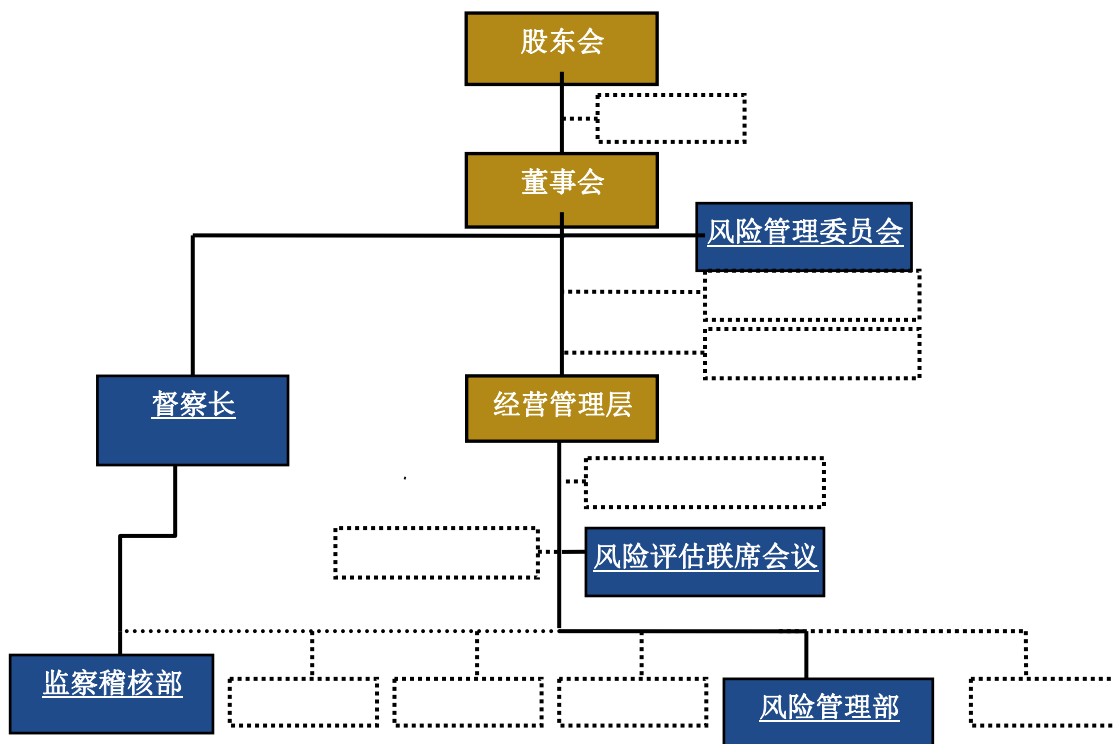 股东会
董事会
风险管理委员会
督察长
经营管理层
风险评估联席会议
监察稽核部
风险管理部